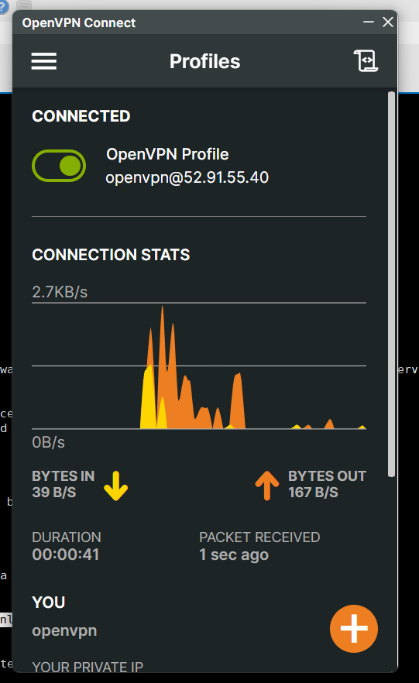 OpenVPN Connect
Profiles
CONNECTED
OpenVPN Profile
openvpn@52.91.55.40
CONNECTION STATS
2.7KB/s
0B/s
BYTES IN
39 B/S
BYTES OUT
167 B/S
DURATION
00:00:41
PACKET RECEIVED
1 sec ago
YOU
openvpn
YOUR PRIVATE IP